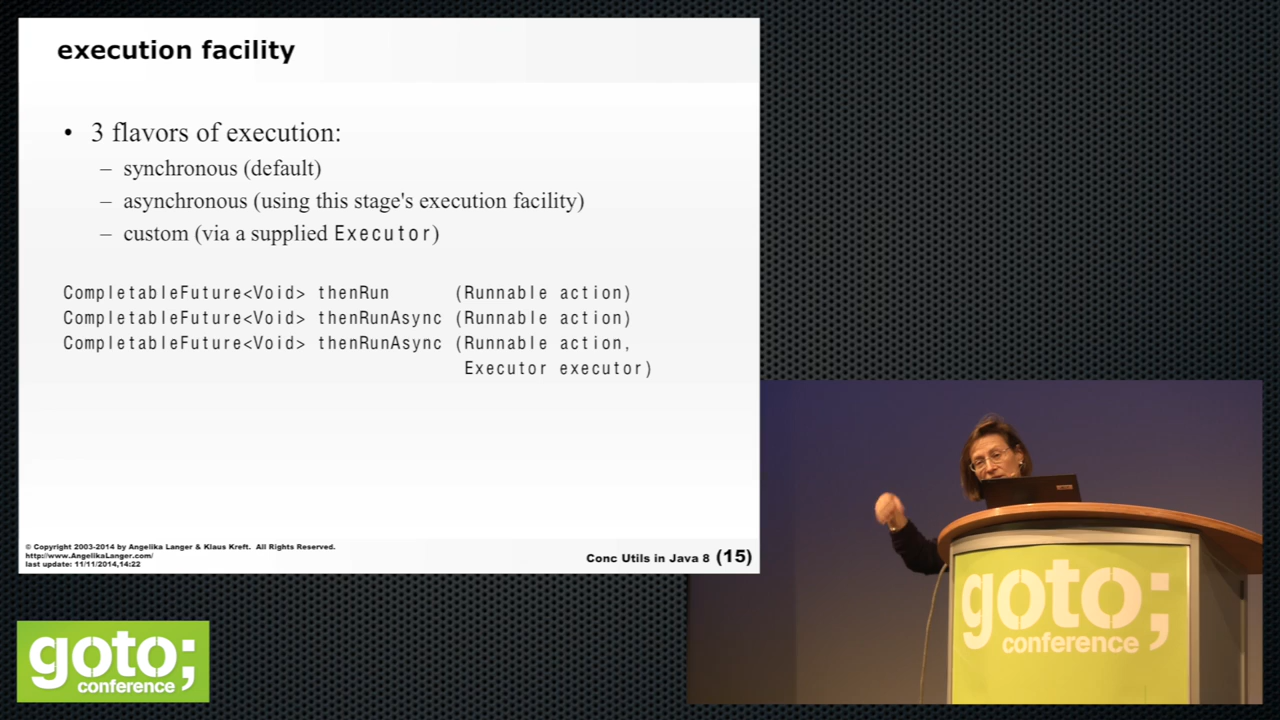 execution facility
• 3 flavors of execution:
– synchronous (default)
– asynchronous (using this stage's execution facility)
– custom (via a supplied Executor)
CompletableFuture<Void> thenRun (Runnable action)
CompletableFuture<Void> thenRunAsync (Runnable action)
CompletableFuture<Void> thenRunAsync (Runnable action,
Executor executor)
© Copyright 2003-2014 by Angelika Langer & Klaus Kreft. All Rights Reserved.
http://www.AngelikaLanger.com/
last update: 11/11/2014,14:22
Conc Utils in Java 8 (15)
goto;
conference
goto;
conference